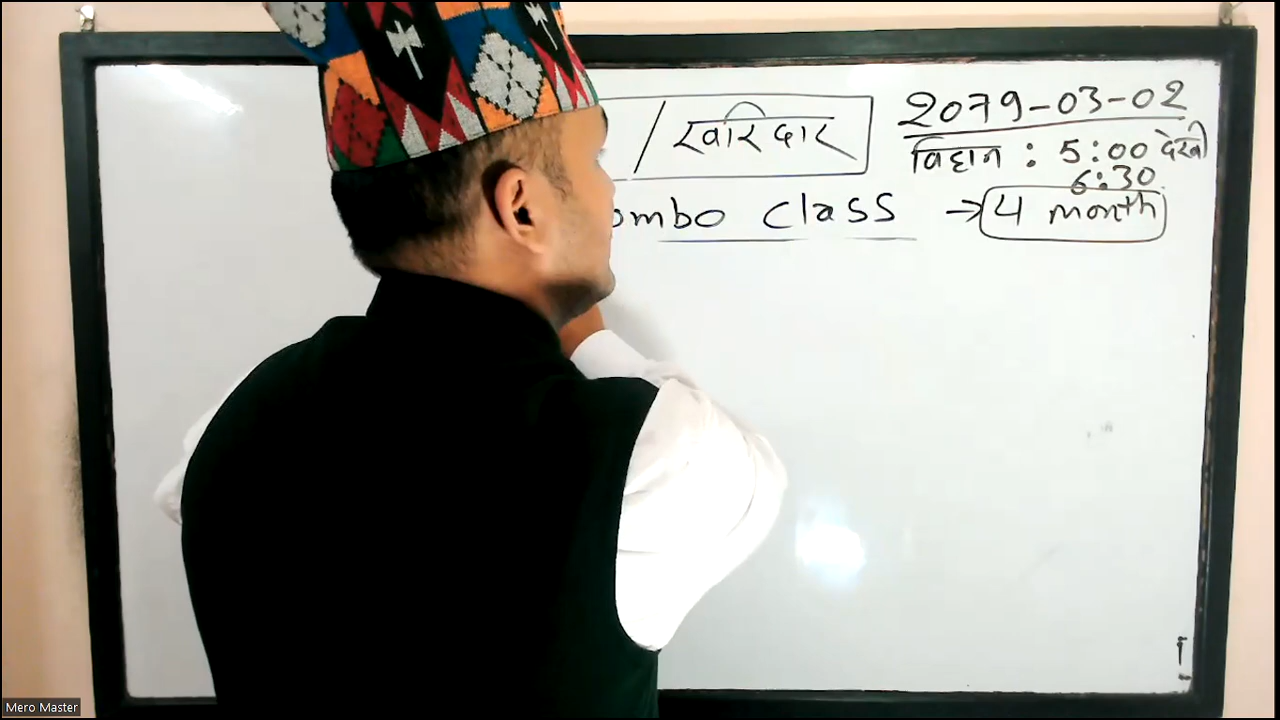 / खरिदार
2079-03-02
विहान : 5:00 देखी
6:30
ombo class → 4 month
Mero Master